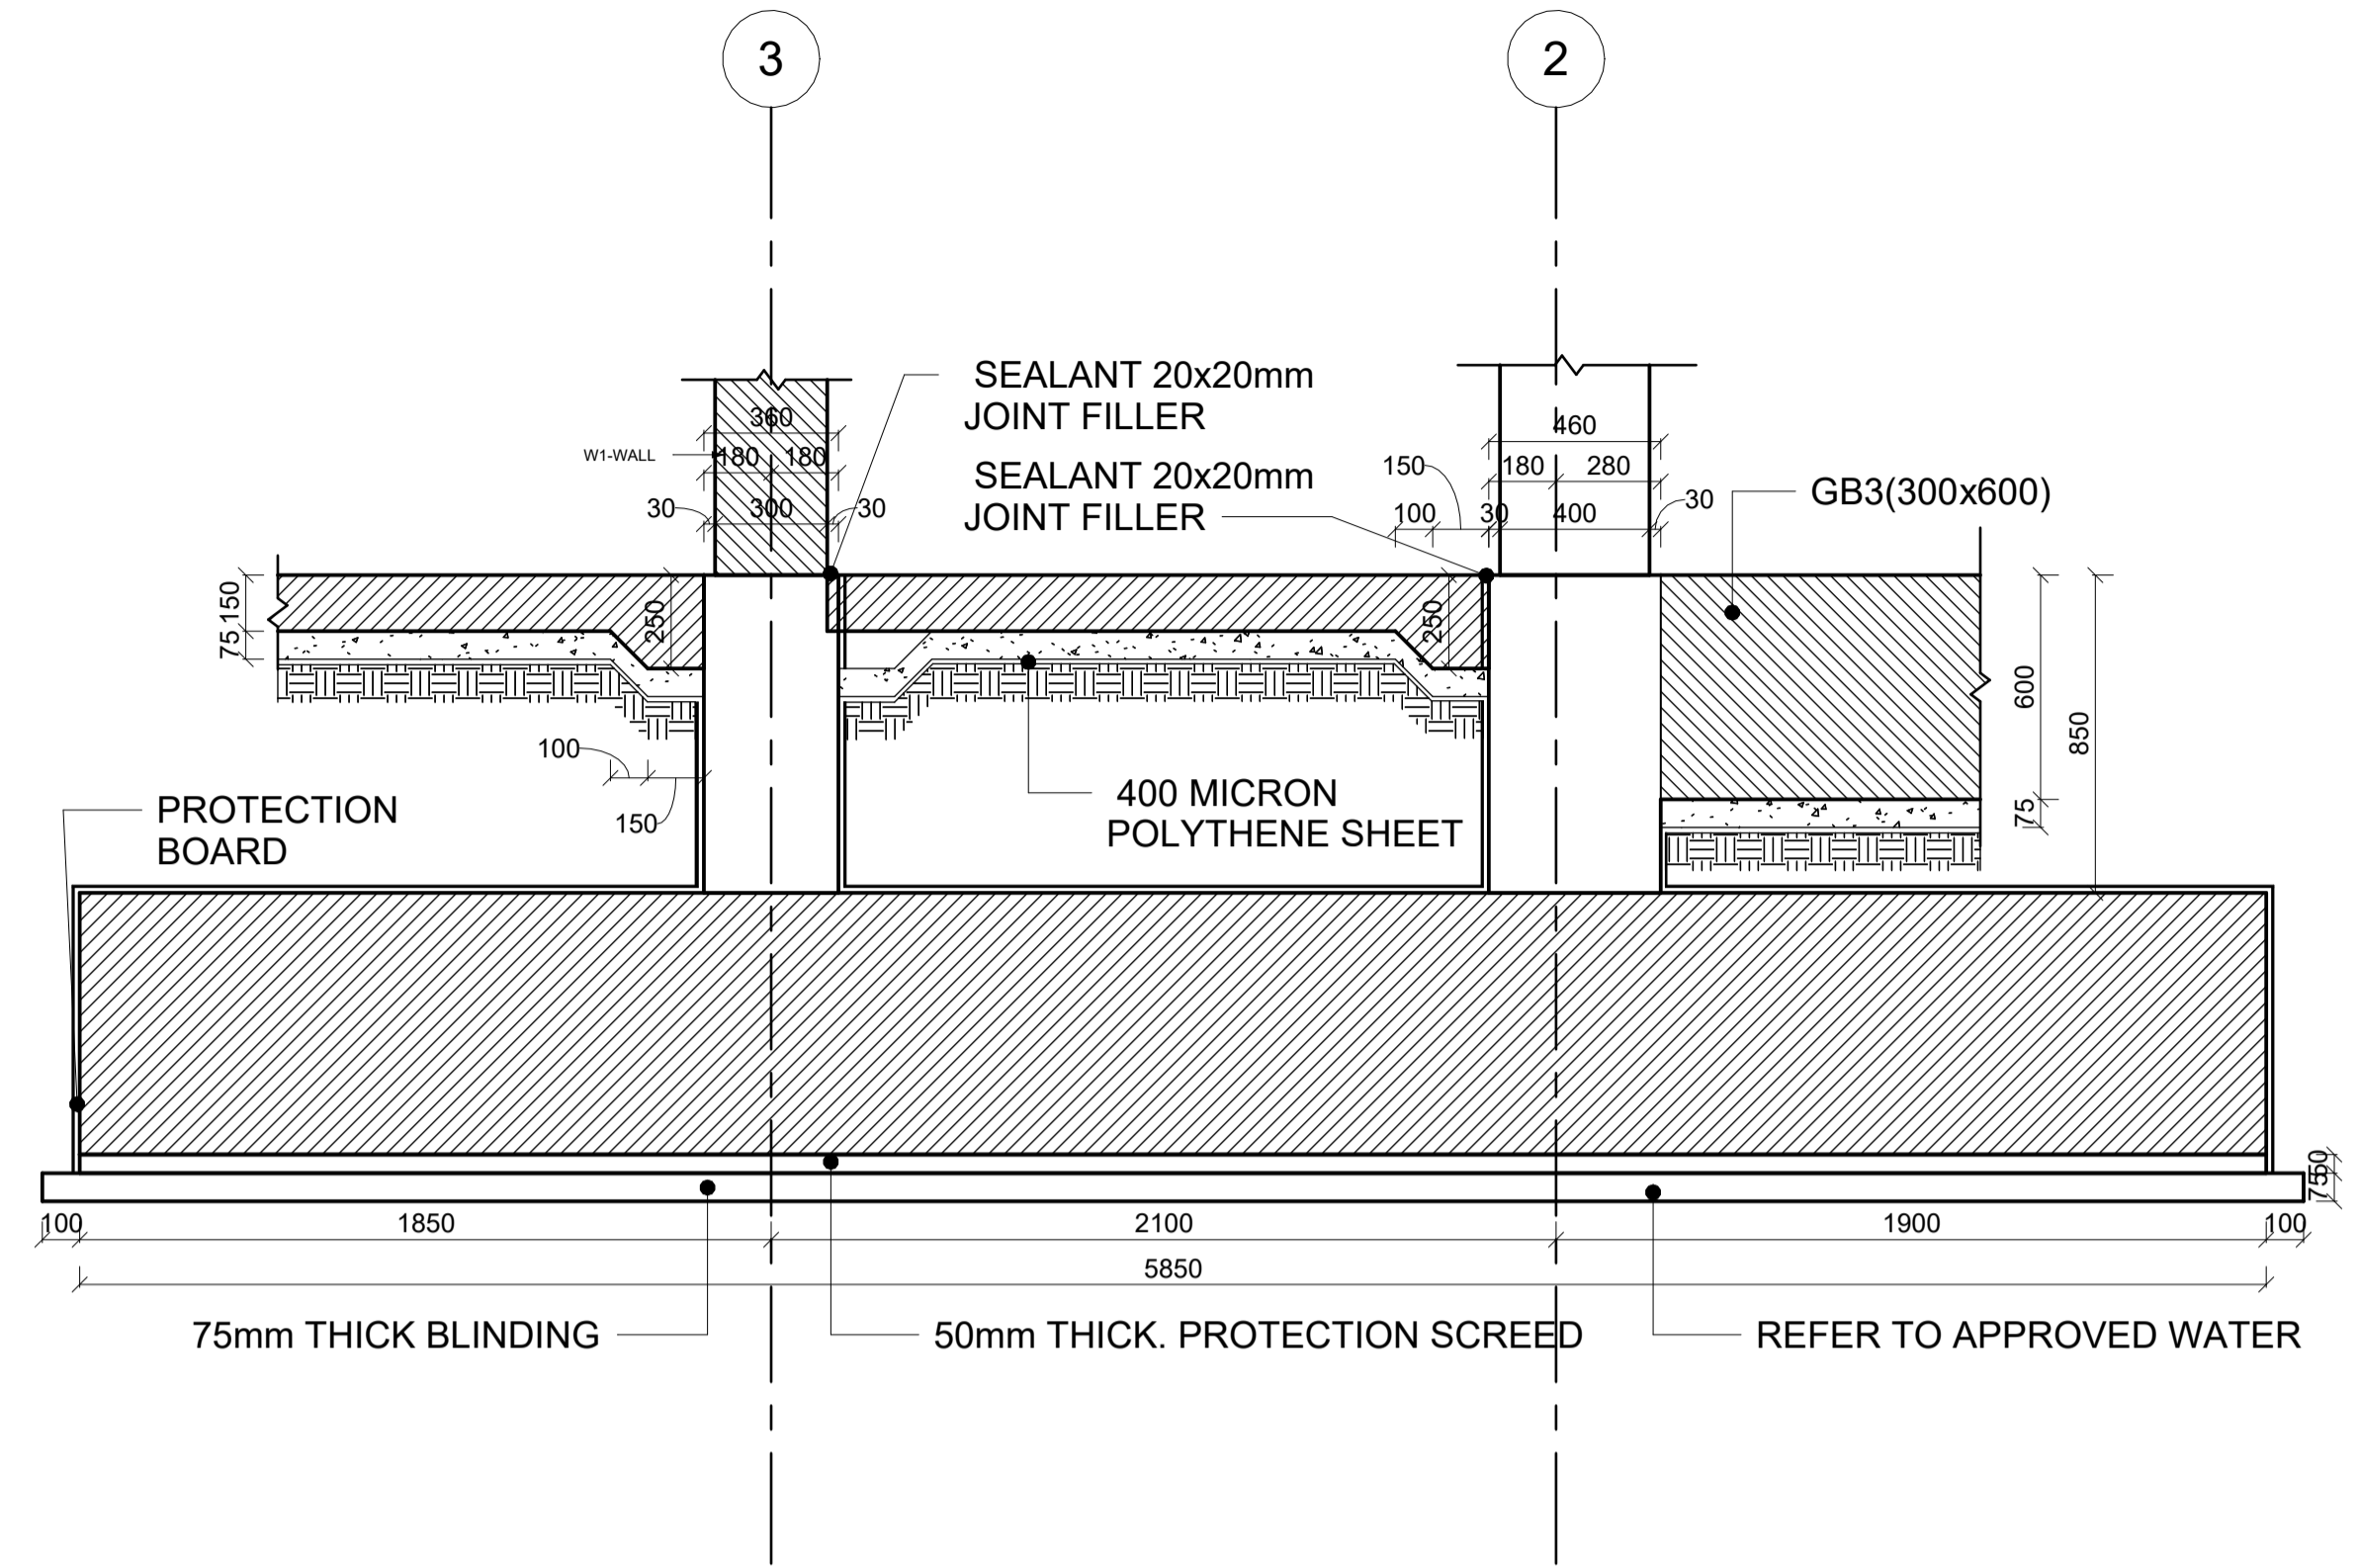 3
2
SEALANT 20x20mm
JOINT FILLER
360
460
W1-WALL
180
180
SEALANT 20x20mm
JOINT FILLER
150
180
280
GB3(300x600)
30
300
30
100
30
400
30
150
75
250
250
600
850
75
100
150
400 MICRON
POLYTHENE SHEET
PROTECTION
BOARD
50
75
100
1850
2100
1900
100
5850
75mm THICK BLINDING
50mm THICK. PROTECTION SCREED
REFER TO APPROVED WATER